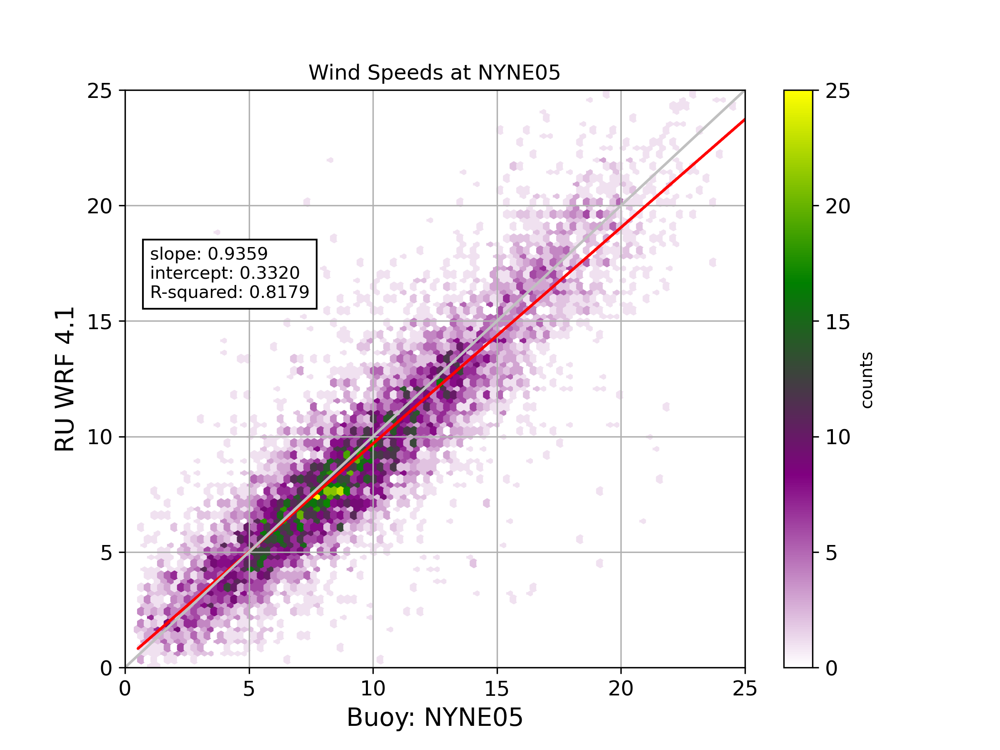 Wind Speeds at NYNE05
25
20
15
10
5
0
RU WRF 4.1
slope: 0.9359
intercept: 0.3320
R-squared: 0.8179
0
5
10
15
20
25
Buoy: NYNE05
25
20
15
10
5
0
counts